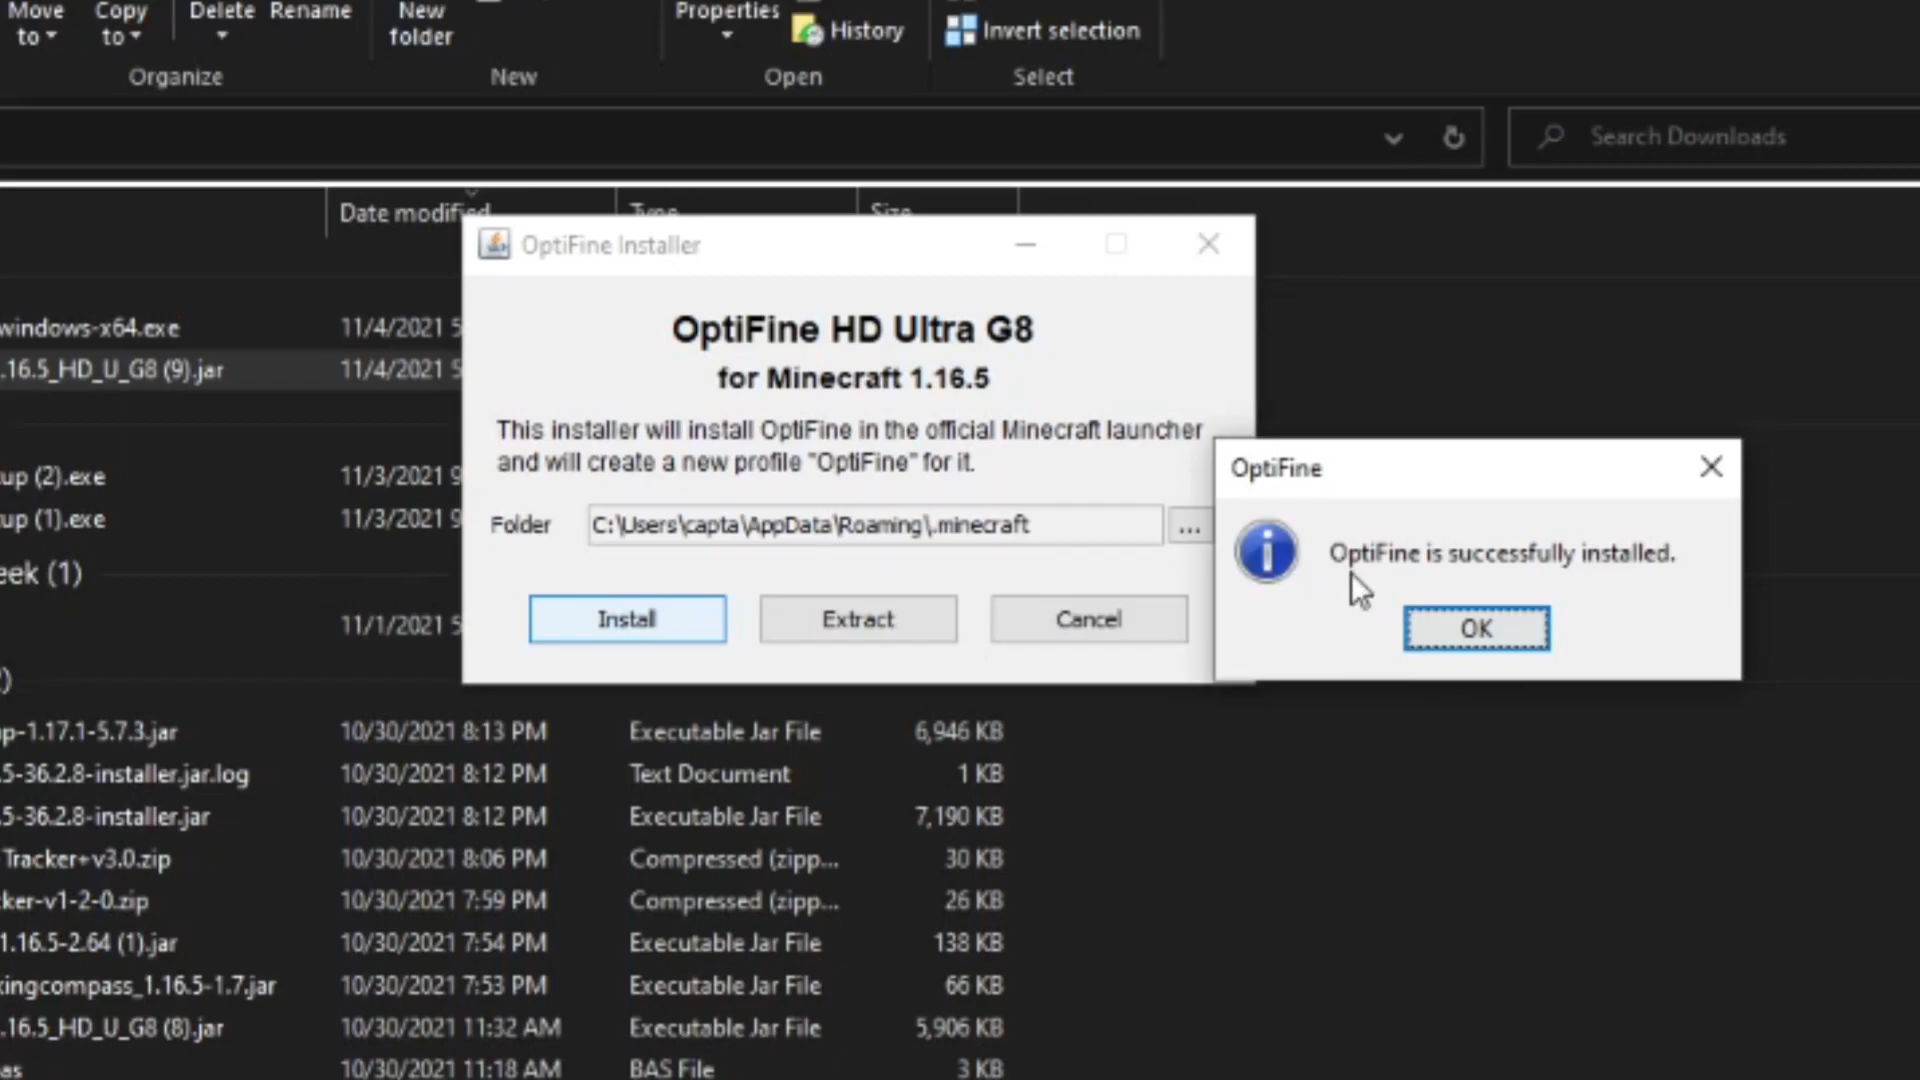 Move to
Copy to
Delete
Rename
New folder
Properties
History
Invert selection
Organize
New
Open
Select
Search Downloads
Date modified
Type
Size
OptiFine Installer
OptiFine HD Ultra G8
for Minecraft 1.16.5
This installer will install OptiFine in the official Minecraft launcher
and will create a new profile "OptiFine" for it.
Folder
C:\Users\capta\AppData\Roaming\.minecraft
...
Install
Extract
Cancel
OptiFine
OptiFine is successfully installed.
OK
windows-x64.exe 11/4/2021 5
.16.5_HD_U_G8 (9).jar 11/4/2021 5
up (2).exe 11/3/2021 9
up (1).exe 11/3/2021 9
eek (1)
11/1/2021 5
)
p-1.17.1-5.7.3.jar 10/30/2021 8:13 PM Executable Jar File 6,946 KB
5-36.2.8-installer.jar.log 10/30/2021 8:12 PM Text Document 1 KB
5-36.2.8-installer.jar 10/30/2021 8:12 PM Executable Jar File 7,190 KB
Tracker+v3.0.zip 10/30/2021 8:06 PM Compressed (zipp... 30 KB
ker-v1-2-0.zip 10/30/2021 7:59 PM Compressed (zipp... 26 KB
1.16.5-2.64 (1).jar 10/30/2021 7:54 PM Executable Jar File 138 KB
kingcompass_1.16.5-1.7.jar 10/30/2021 7:53 PM Executable Jar File 66 KB
.16.5_HD_U_G8 (8).jar 10/30/2021 11:32 AM Executable Jar File 5,906 KB
as 10/30/2021 11:18 AM BAS File 3 KB